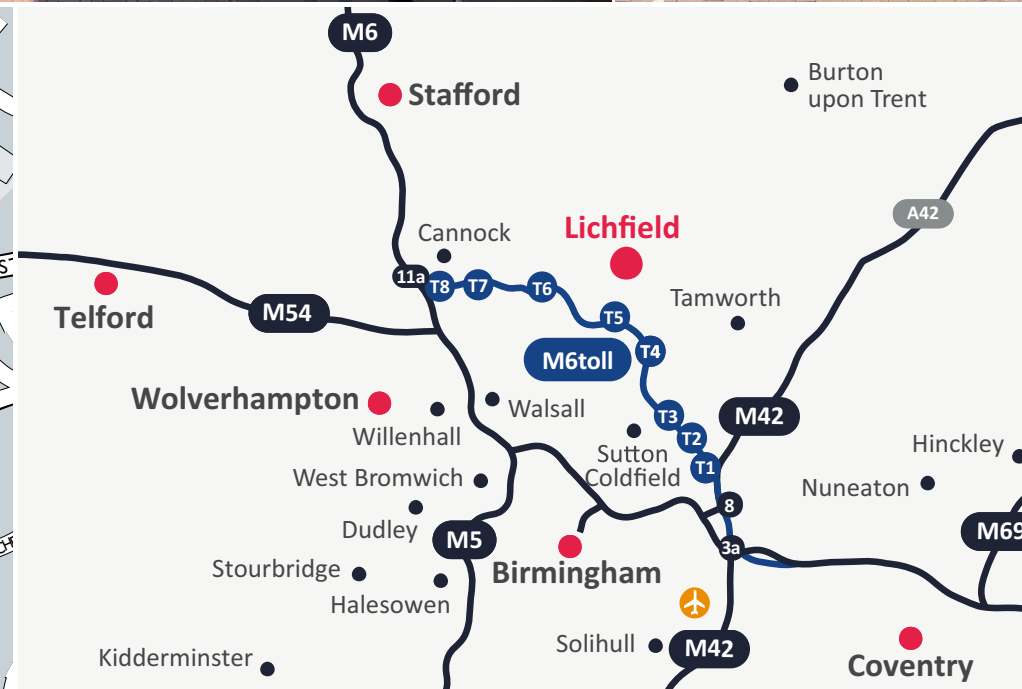 M6
Stafford
Burton
upon Trent
A42
Cannock
Lichfield
11a
T8
T7
T6
Tamworth
Telford
M54
T5
T4
M6toll
Wolverhampton
Walsall
Willenhall
T3
M42
T2
Sutton
Coldfield
T1
Hinckley
Nuneaton
West Bromwich
8
Dudley
M5
M69
3a
Stourbridge
Birmingham
Halesowen
Solihull
M42
Kidderminster
Coventry